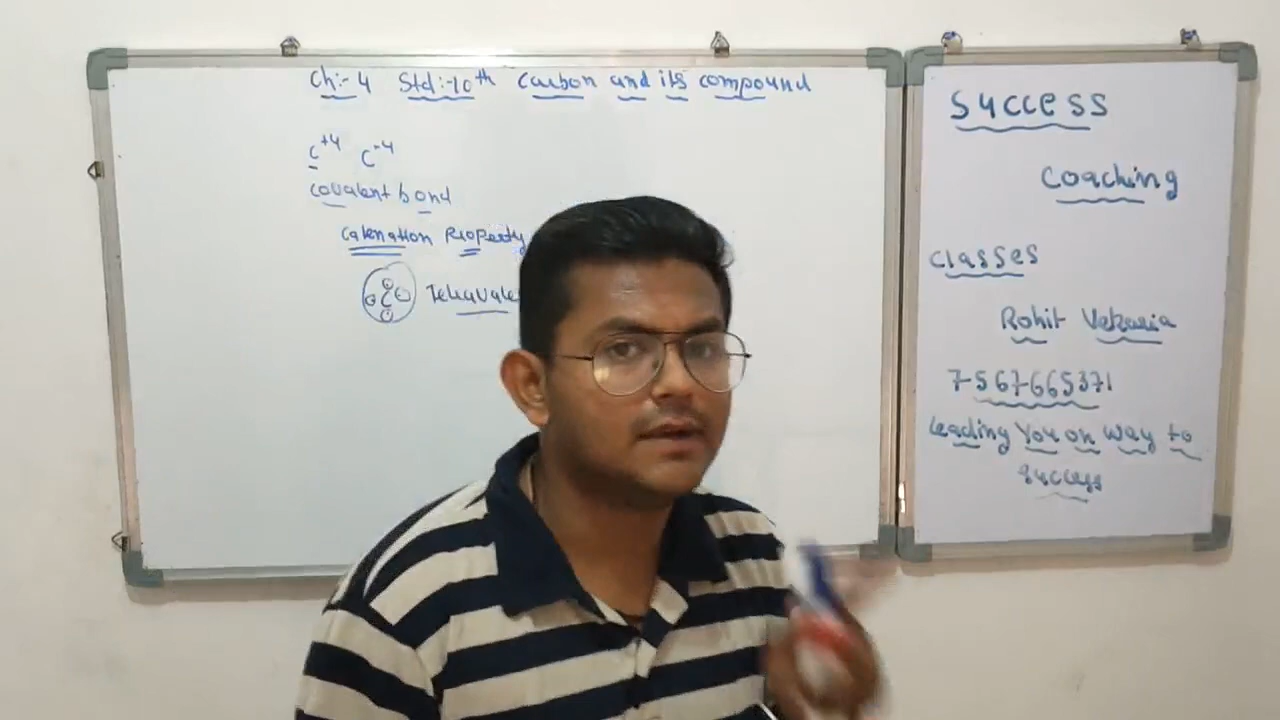 Ch:- 4 Std:-10th Carbon and its compound
C+4 C-4
Covalent bond
Catenation Property
C Tetravale
Success
Coaching
Classes
Rohit Vekaria
7567665371
Leading You on way to
success